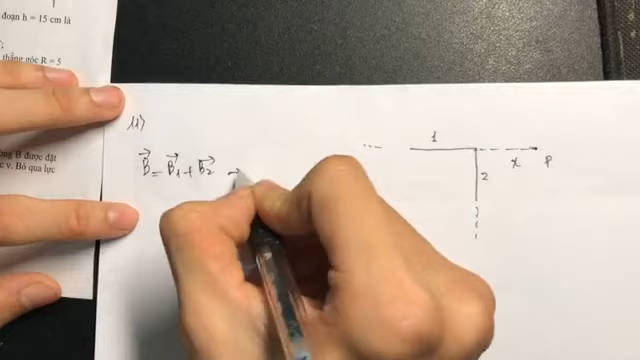 đoạn h = 15 cm là
thẳng góc R = 5
ng B được đặt
c v. Bỏ qua lực
11)
B⃗ = B⃗1 + B⃗2 →
... 1
x P
2